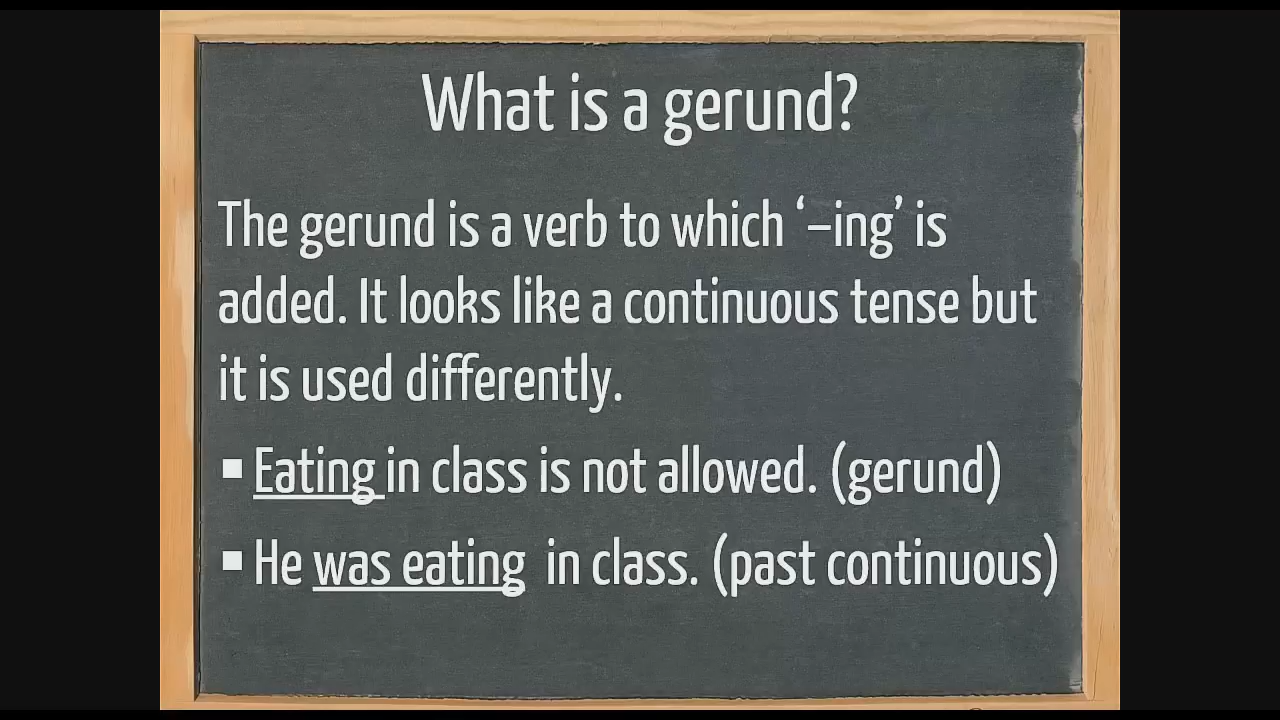 What is a gerund?
The gerund is a verb to which ‘–ing’ is
added. It looks like a continuous tense but
it is used differently.
▪ Eating in class is not allowed. (gerund)
▪ He was eating in class. (past continuous)